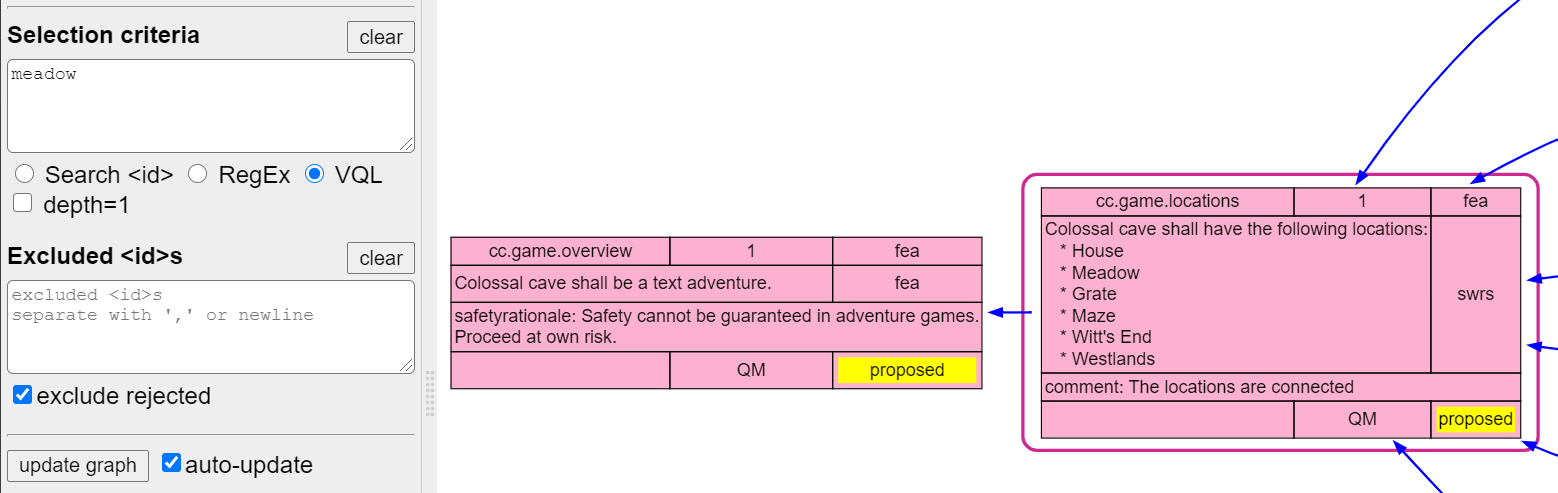 Selection criteria
clear
meadow
Search <id>
RegEx
VQL
depth=1
Excluded <id>s
clear
excluded <id>s
separate with ',' or newline
exclude rejected
update graph
auto-update
cc.game.overview 1 fea
Colossal cave shall be a text adventure. fea
safetyrationale: Safety cannot be guaranteed in adventure games.
Proceed at own risk.
QM proposed
cc.game.locations 1 fea
Colossal cave shall have the following locations:
* House
* Meadow
* Grate
* Maze
* Witt's End
* Westlands
swrs
comment: The locations are connected
QM proposed